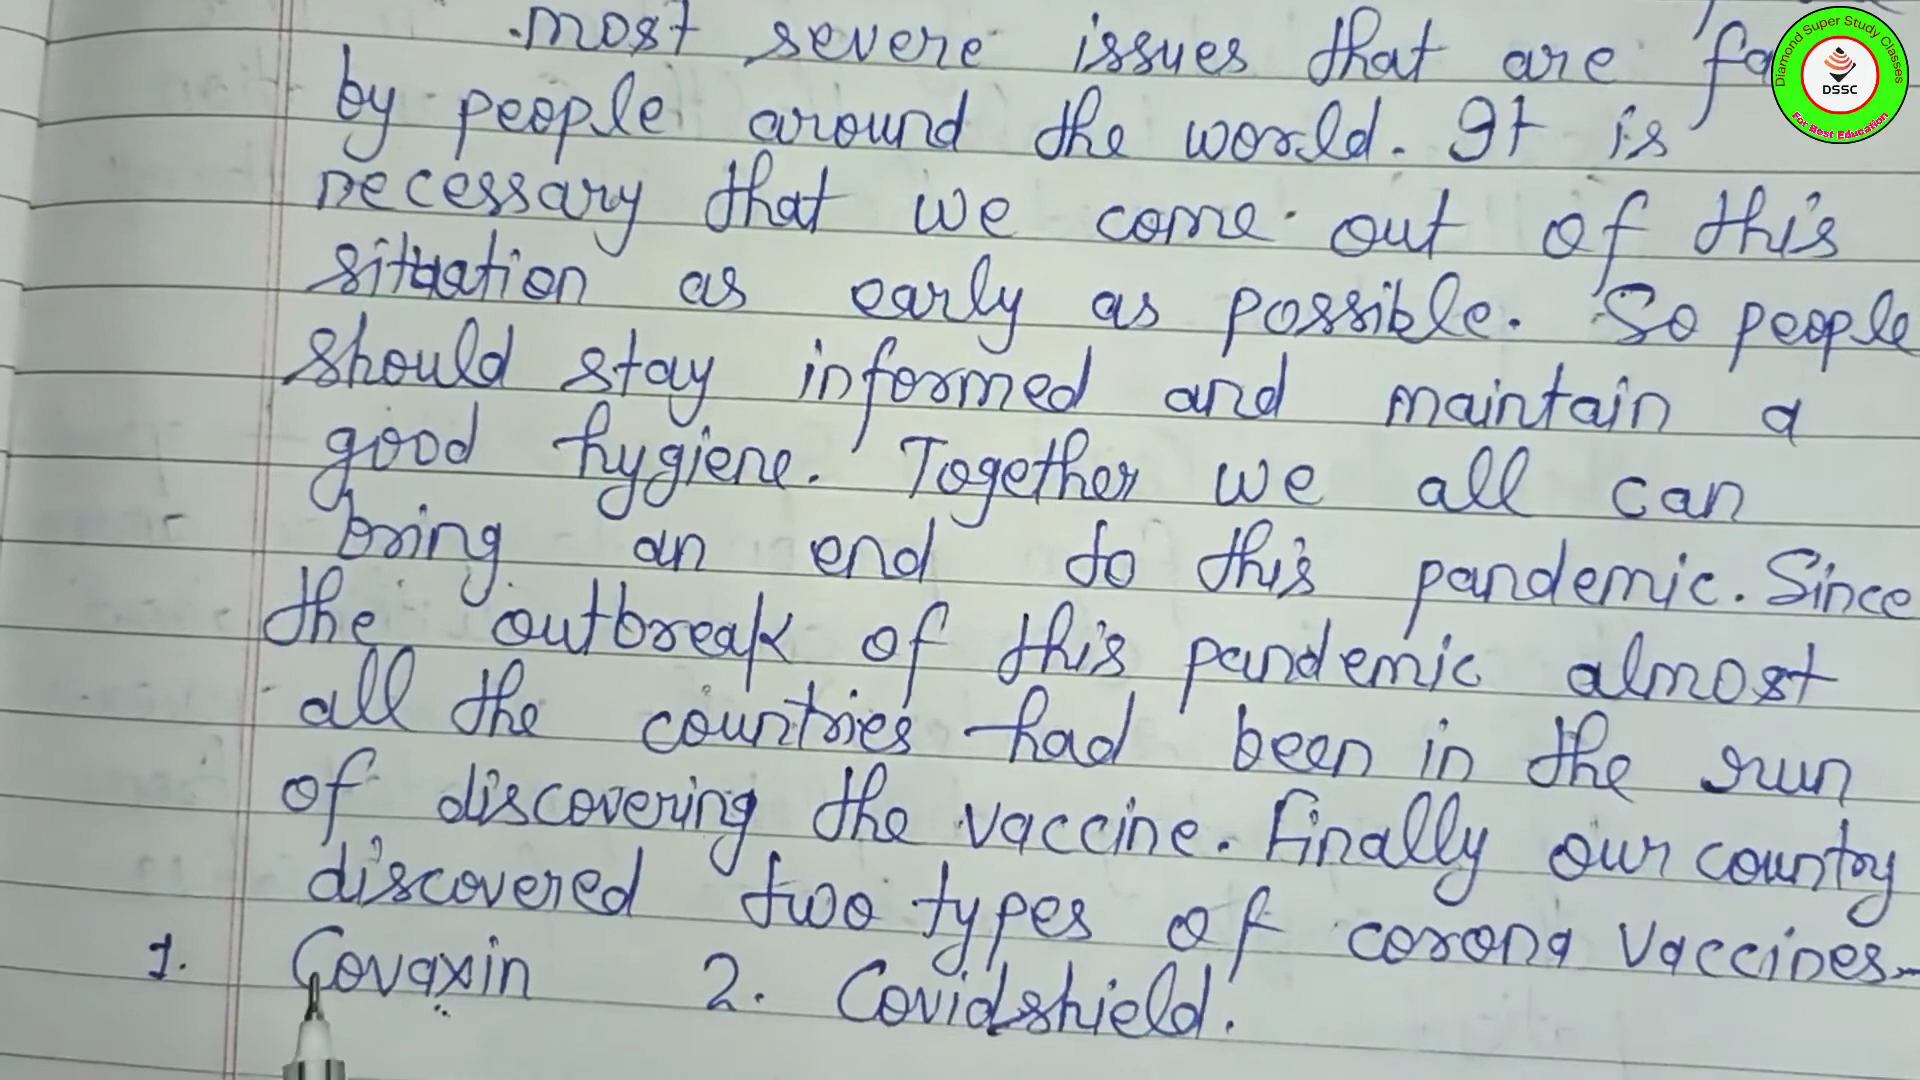 most severe issues that are
by people around the world. It is
necessary that we come out of this
situation as early as possible. So people
should stay informed and maintain a
good hygiene. Together we all can
bring an end to this pandemic. Since
the outbreak of this pandemic almost
all the countries had been in the run
of discovering the vaccine. Finally our country
discovered two types of corona vaccines-
1. Covaxin 2. Covidshield.
Diamond Super Study Classes
DSSC
For Best Education